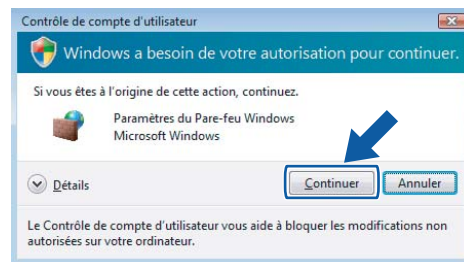 Contrôle de compte d'utilisateur
Windows a besoin de votre autorisation pour continuer.
Si vous êtes à l'origine de cette action, continuez.
Paramètres du Pare-feu Windows
Microsoft Windows
Détails
Continuer
Annuler
Le Contrôle de compte d'utilisateur vous aide à bloquer les modifications non
autorisées sur votre ordinateur.